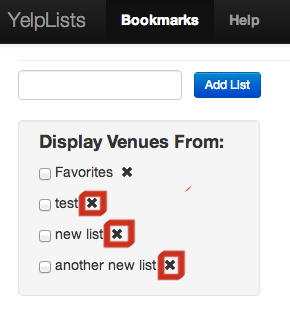 YelpLists Bookmarks Help
Add List
Display Venues From:
Favorites ✖
test ✖
new list ✖
another new list ✖